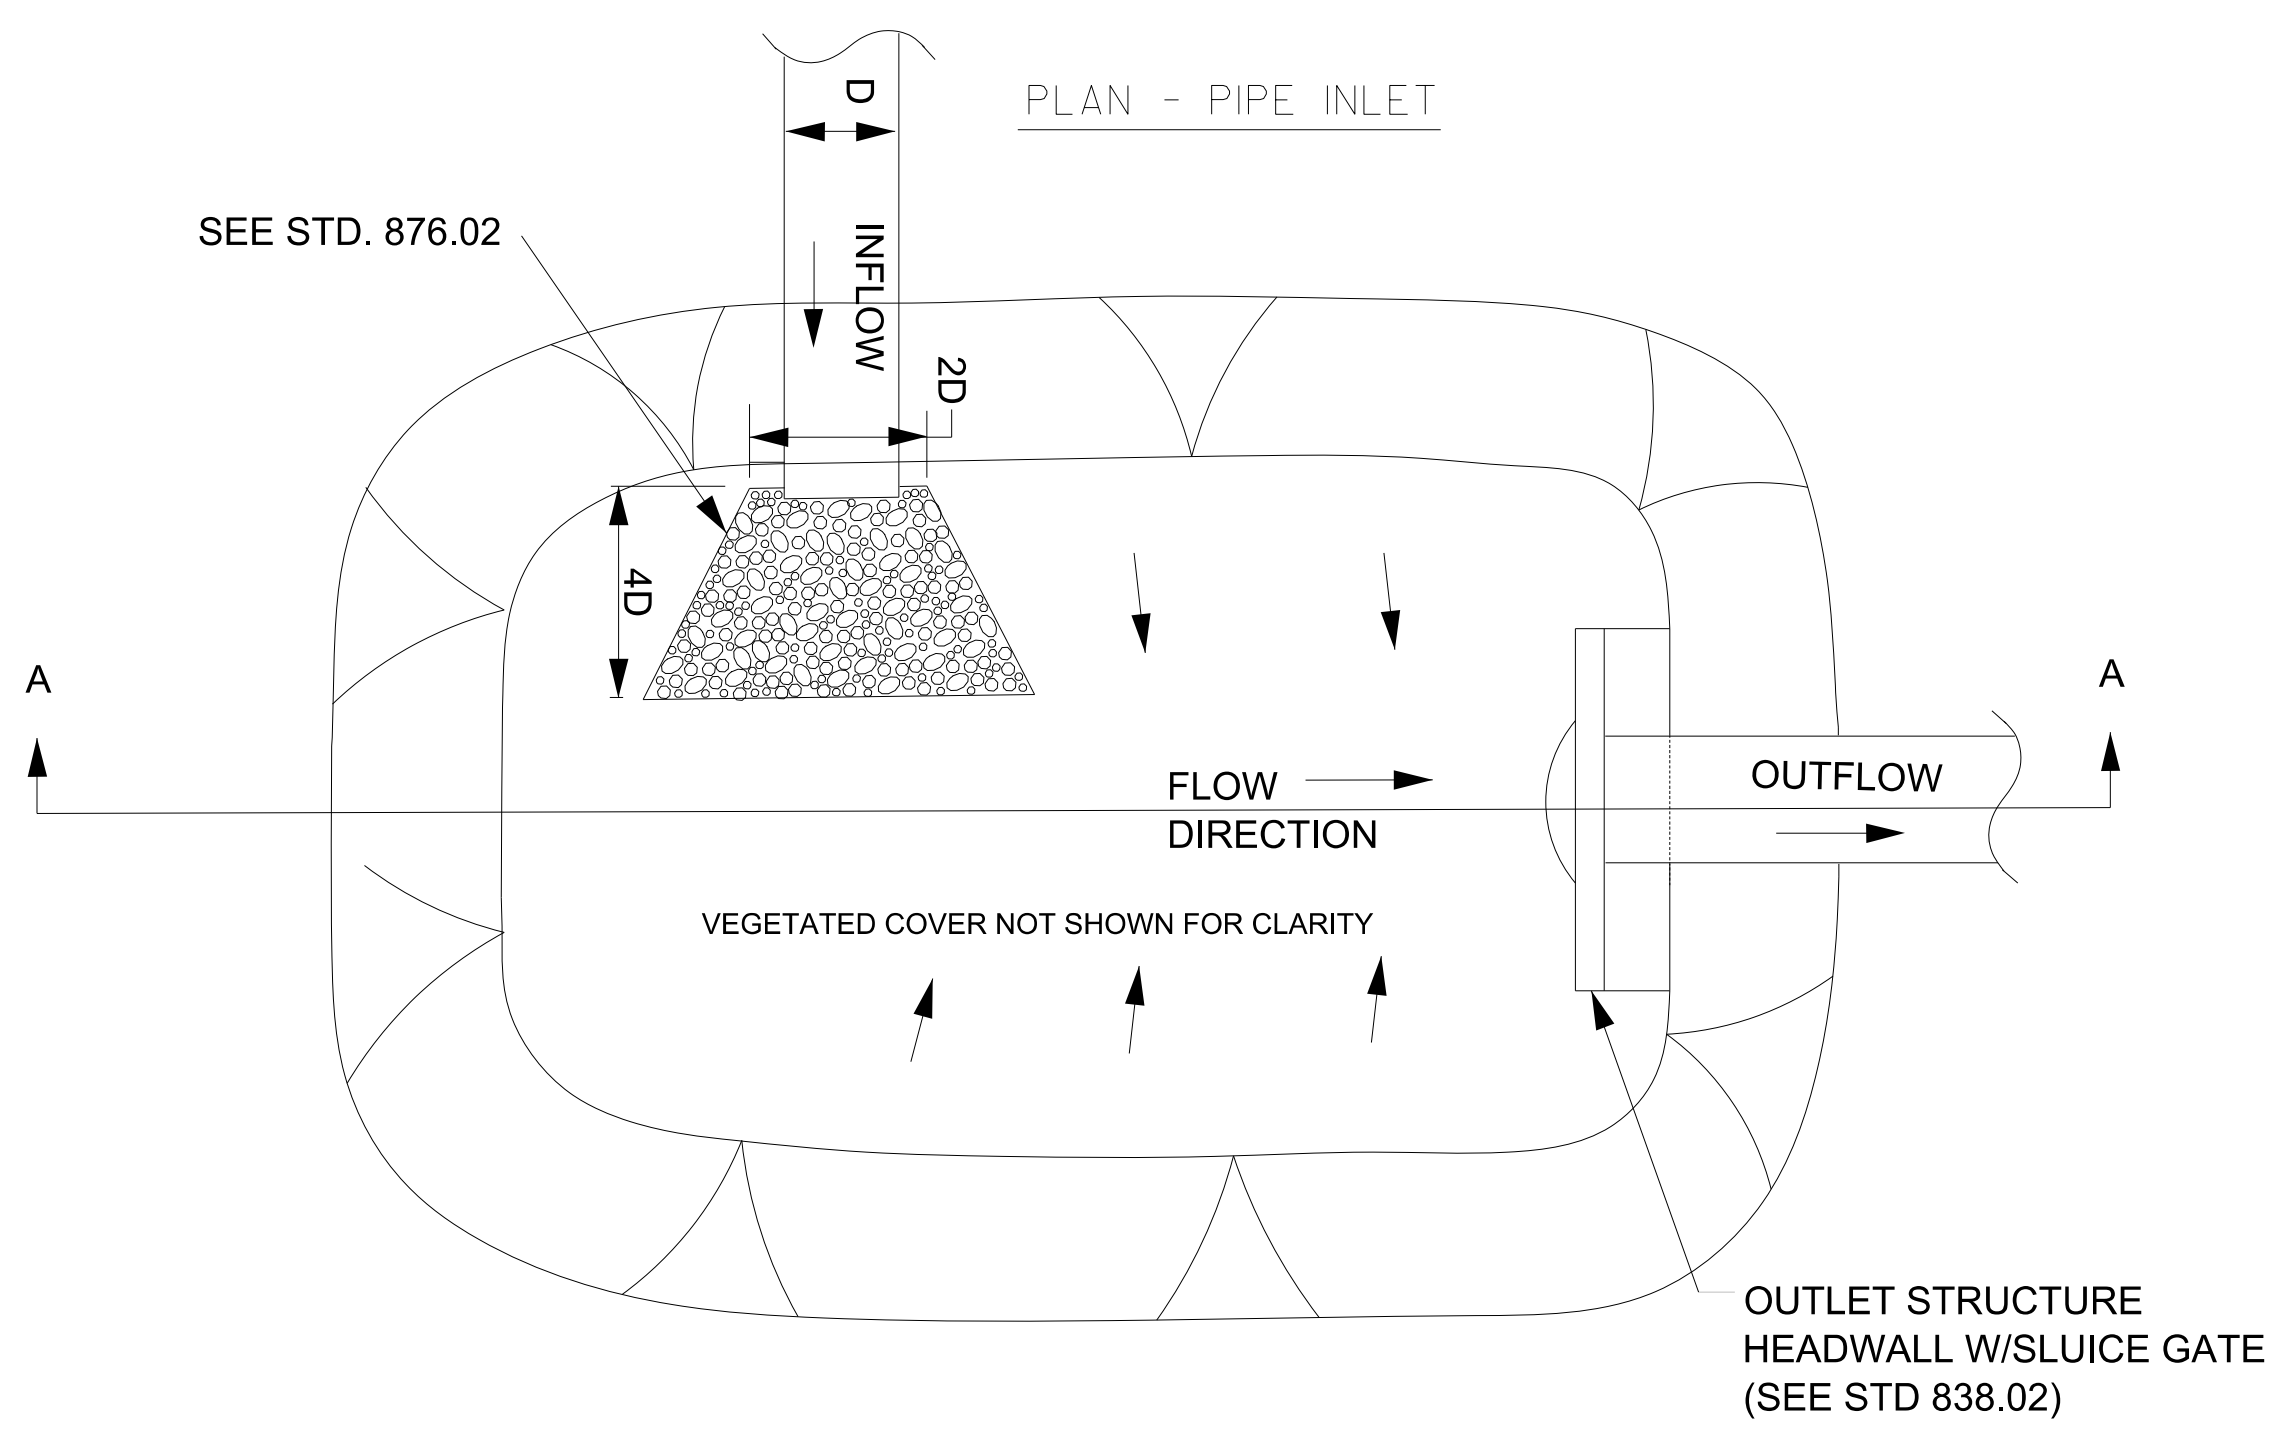 D
PLAN - PIPE INLET
SEE STD. 876.02
INFLOW
2D
4D
A
A
FLOW
DIRECTION
OUTFLOW
VEGETATED COVER NOT SHOWN FOR CLARITY
OUTLET STRUCTURE
HEADWALL W/SLUICE GATE
(SEE STD 838.02)